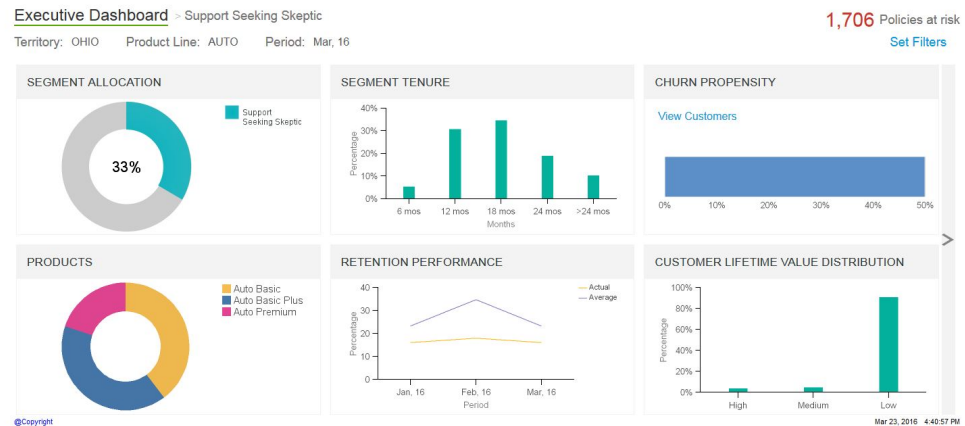 Executive Dashboard > Support Seeking Skeptic
1,706 Policies at risk
Territory: OHIO Product Line: AUTO Period: Mar, 16
Set Filters
SEGMENT ALLOCATION
Support
Seeking Skeptic
33%
SEGMENT TENURE
40%
30%
20%
10%
0%
Percentage
6 mos 12 mos 18 mos 24 mos >24 mos
Months
CHURN PROPENSITY
View Customers
0% 10% 20% 30% 40% 50%
>
PRODUCTS
Auto Basic
Auto Basic Plus
Auto Premium
RETENTION PERFORMANCE
Actual
Average
40
30
20
10
0
Percentage
Jan, 16 Feb, 16 Mar, 16
Period
CUSTOMER LIFETIME VALUE DISTRIBUTION
100%
80%
60%
40%
20%
0%
Percentage
High Medium Low
@Copyright
Mar 23, 2016 4:40:57 PM